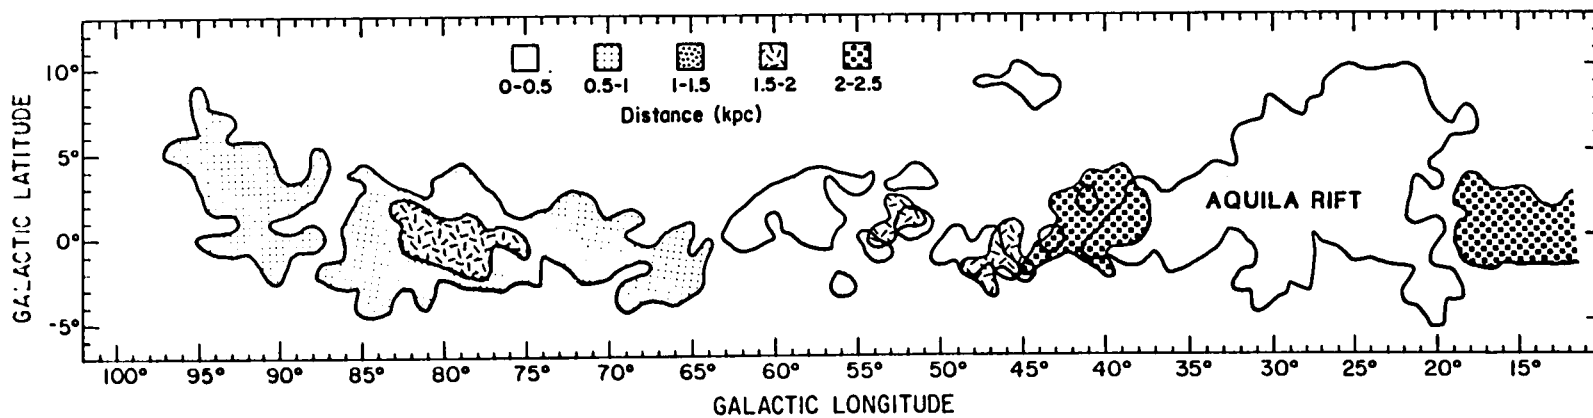 0-0.5 0.5-1 1-1.5 1.5-2 2-2.5
Distance (kpc)
GALACTIC LATITUDE
10°
5°
0°
-5°
AQUILA RIFT
100° 95° 90° 85° 80° 75° 70° 65° 60° 55° 50° 45° 40° 35° 30° 25° 20° 15°
GALACTIC LONGITUDE